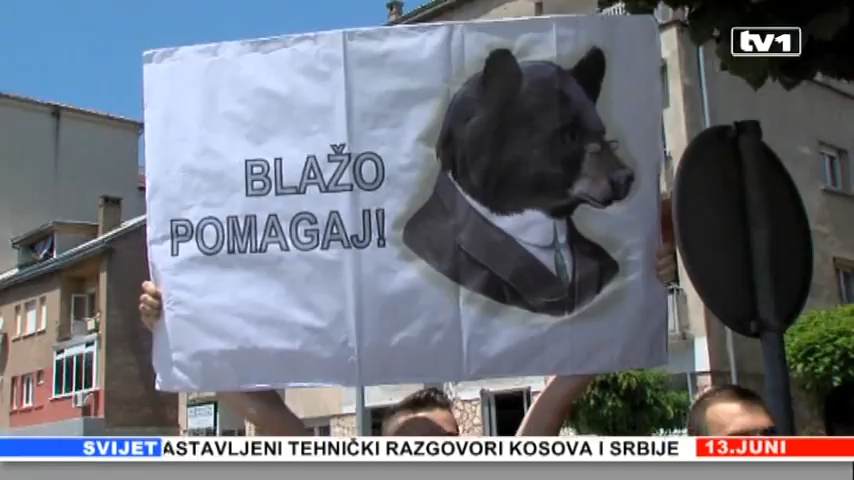 tv1
BLAŽO
POMAGAJ!
SVIJET ASTAVLJENI TEHNIČKI RAZGOVORI KOSOVA I SRBIJE 13.JUNI